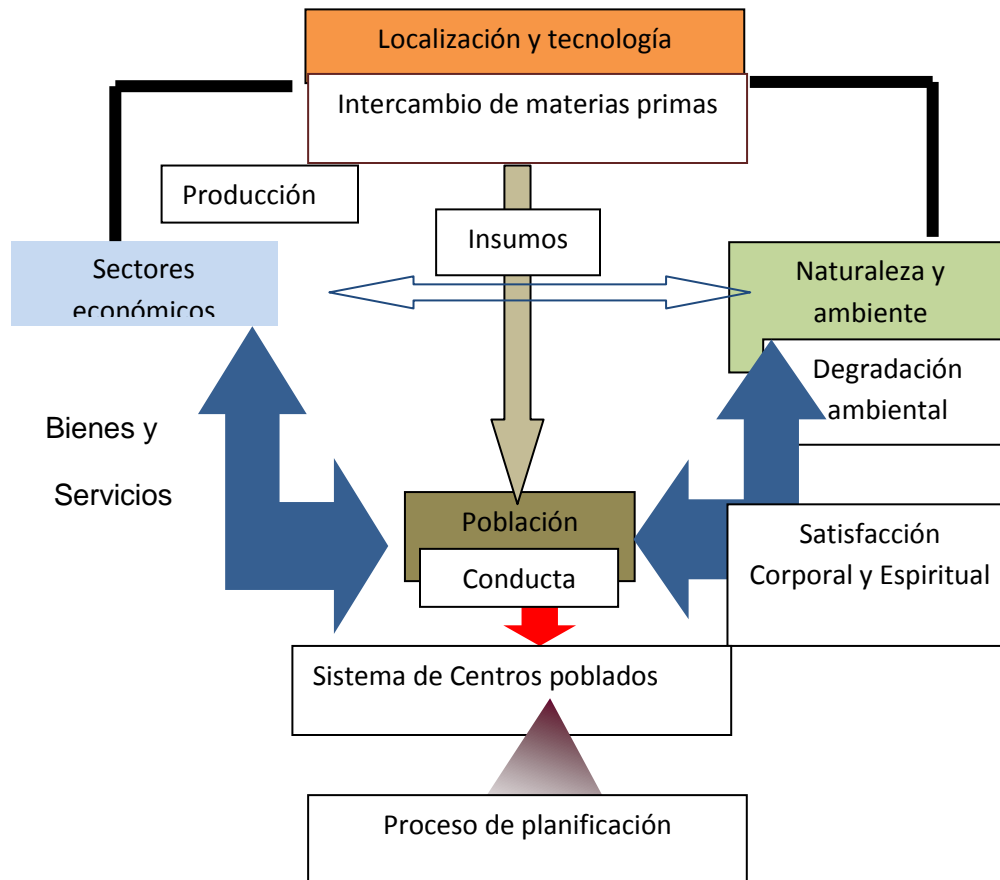 Localización y tecnología
Intercambio de materias primas
Producción
Insumos
Sectores
económicos
Naturaleza y
ambiente
Degradación
ambiental
Bienes y
Servicios
Población
Conducta
Satisfacción
Corporal y Espiritual
Sistema de Centros poblados
Proceso de planificación